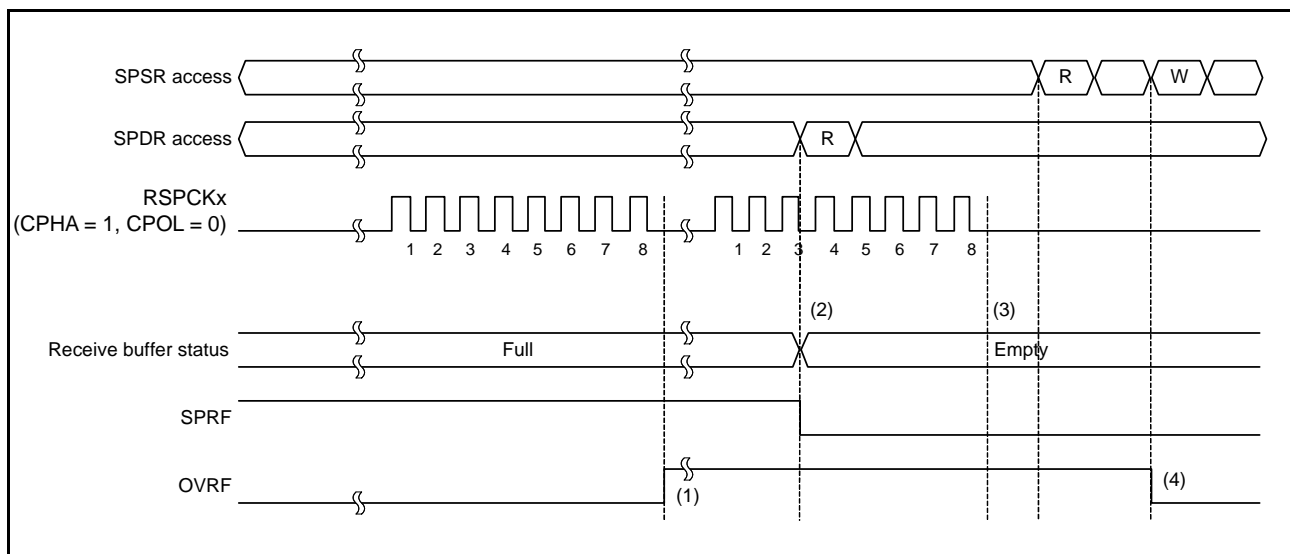 SPSR access R W
SPDR access R
RSPCKx
(CPHA = 1, CPOL = 0)
1 2 3 4 5 6 7 8 1 2 3 4 5 6 7 8
(2) (3)
Receive buffer status Full Empty
SPRF
OVRF (1) (4)